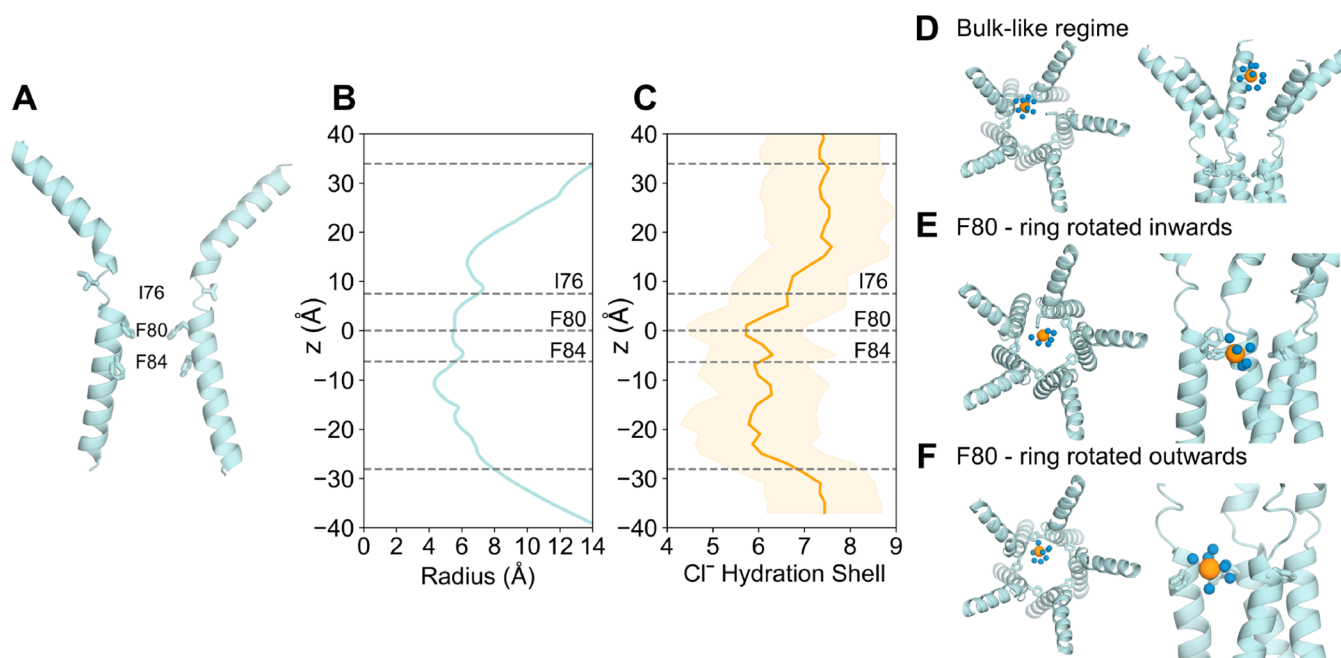 A
I76
F80
F84
B
40
30
20
10
0
−10
−20
−30
−40
z (Å)
I76
F80
F84
0 2 4 6 8 10 12 14
Radius (Å)
C
40
30
20
10
0
−10
−20
−30
−40
z (Å)
I76
F80
F84
4 5 6 7 8 9
Cl⁻ Hydration Shell
D Bulk-like regime
E F80 - ring rotated inwards
F F80 - ring rotated outwards